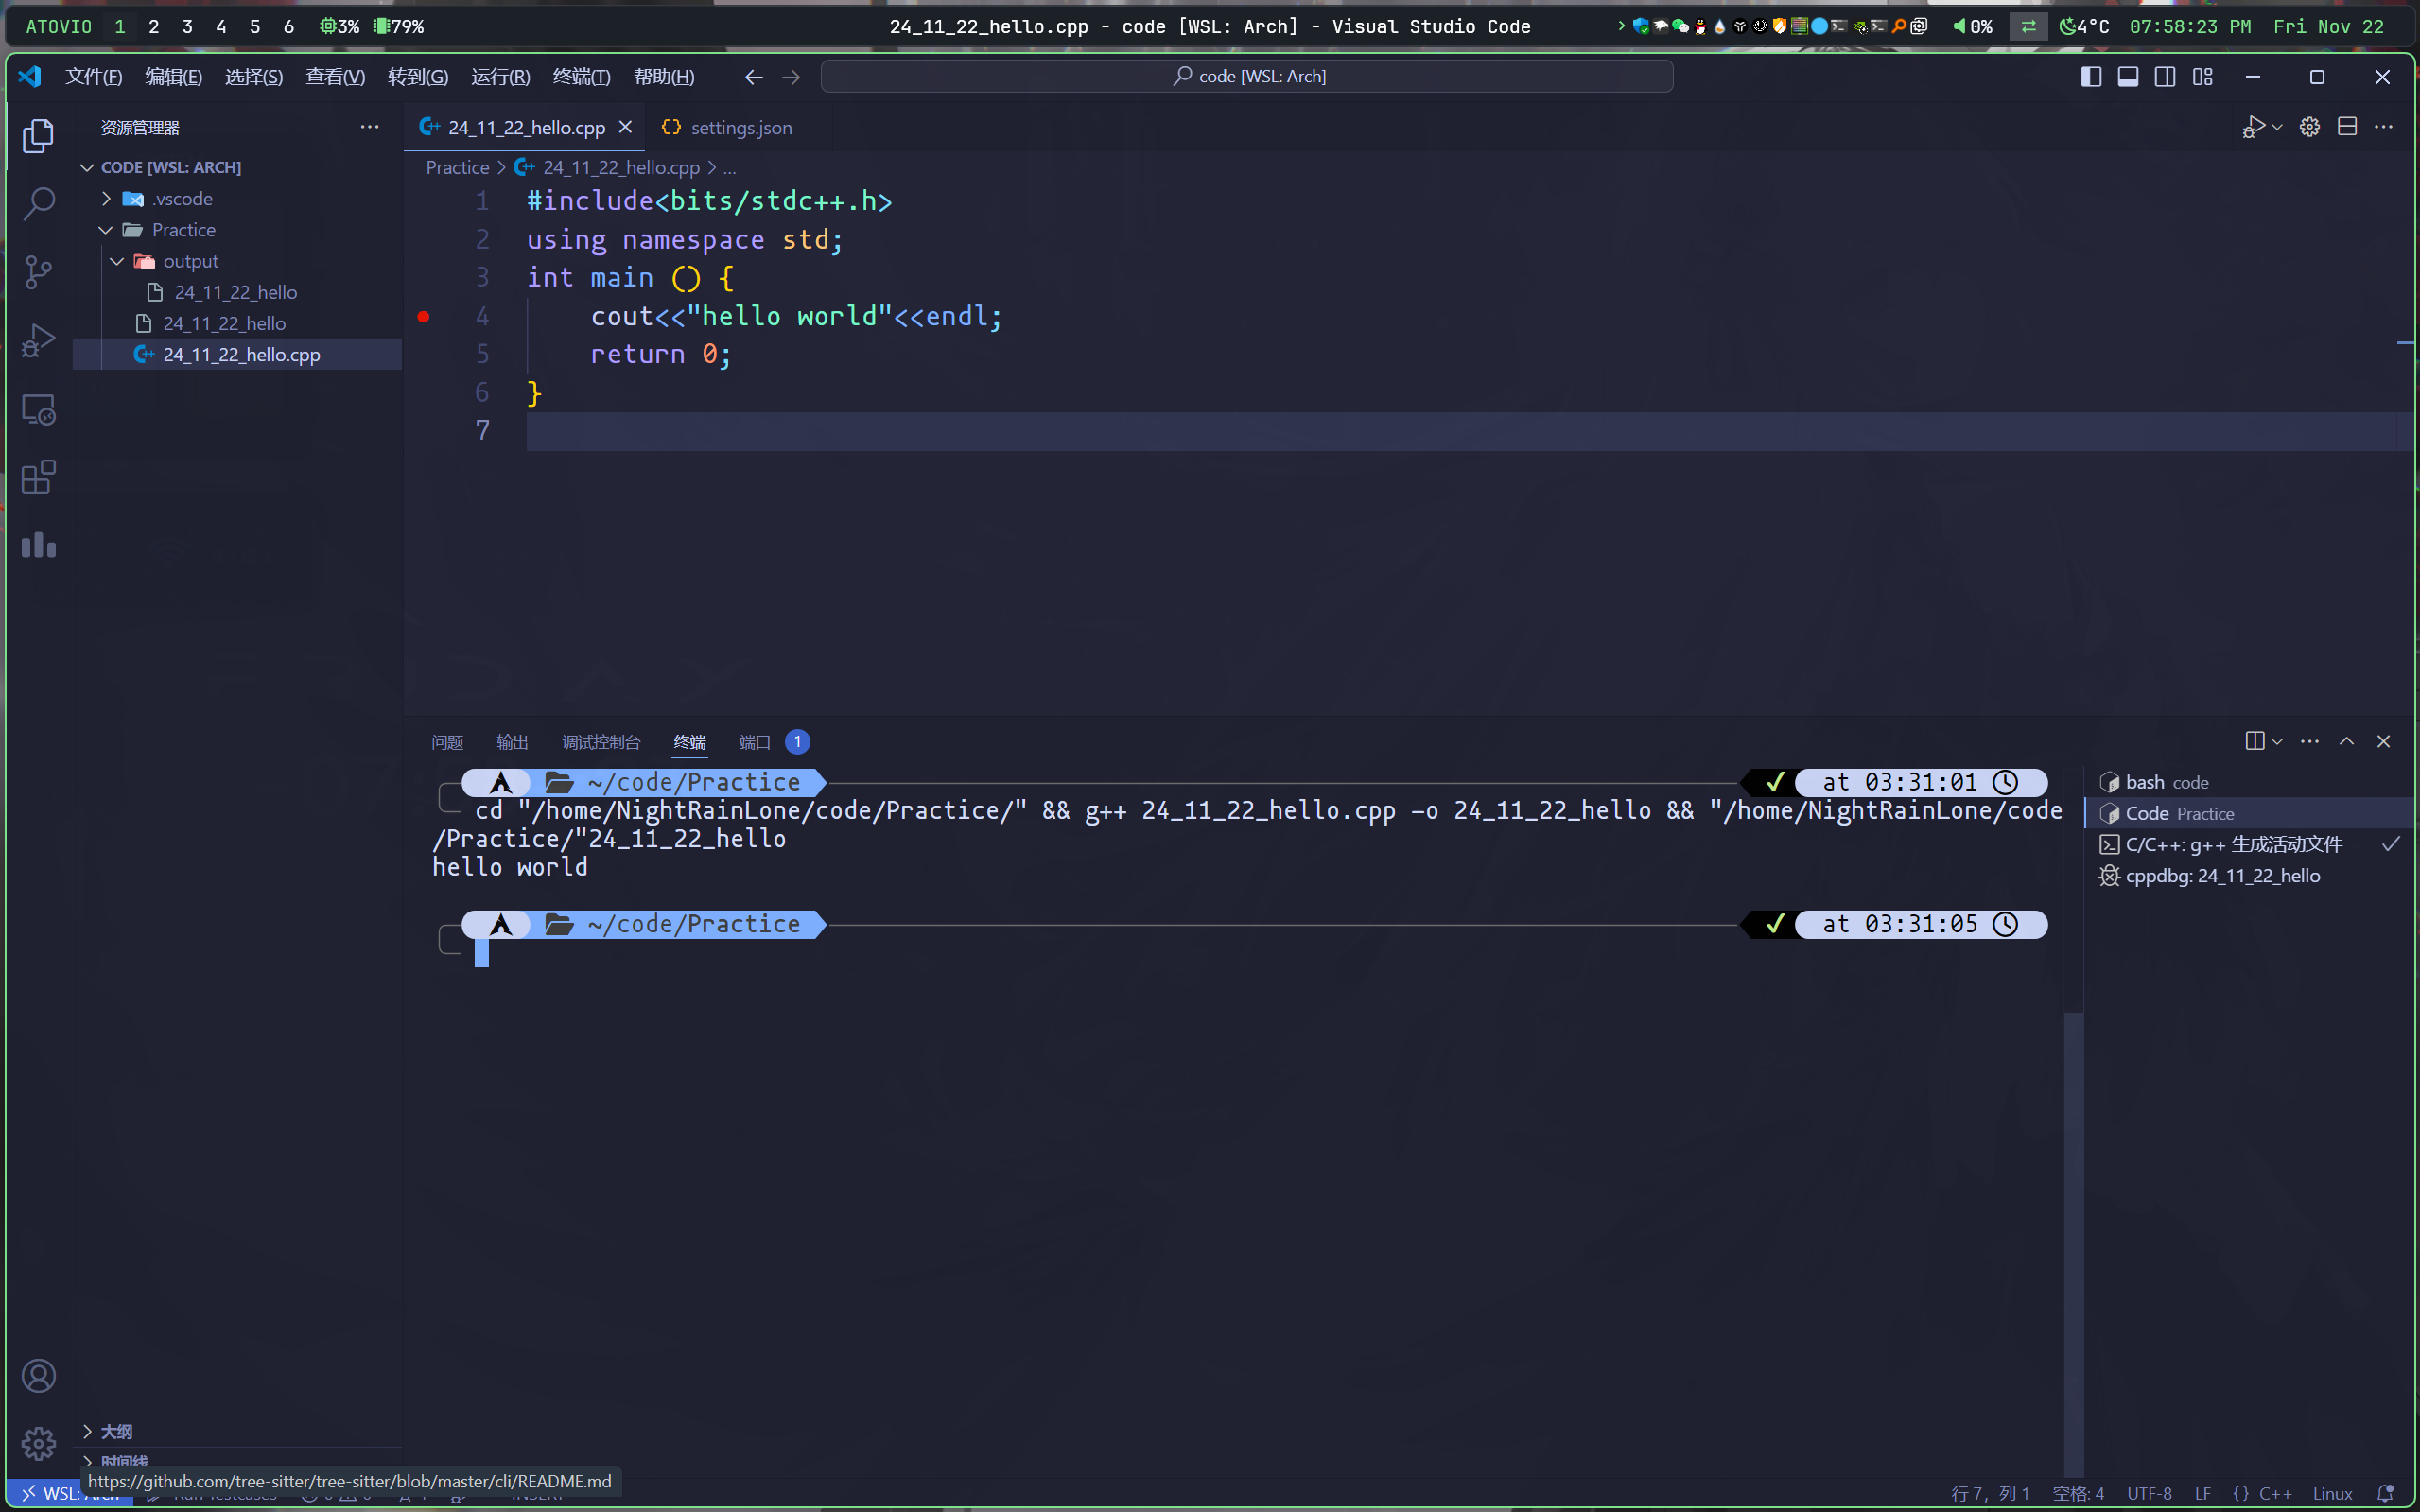 ATOVIO 1 2 3 4 5 6 3% 79% 24_11_22_hello.cpp - code [WSL: Arch] - Visual Studio Code 0% 4°C 07:58:23 PM Fri Nov 22
文件(F) 编辑(E) 选择(S) 查看(V) 转到(G) 运行(R) 终端(T) 帮助(H) code [WSL: Arch]
资源管理器
CODE [WSL: ARCH]
.vscode
Practice
output
24_11_22_hello
24_11_22_hello
24_11_22_hello.cpp
大纲
时间线
24_11_22_hello.cpp settings.json
Practice > 24_11_22_hello.cpp > ...
1 #include<bits/stdc++.h>
2 using namespace std;
3 int main () {
4 cout<<"hello world"<<endl;
5 return 0;
6 }
7
问题 输出 调试控制台 终端 端口 1
~/code/Practice ✓ at 03:31:01
cd "/home/NightRainLone/code/Practice/" && g++ 24_11_22_hello.cpp -o 24_11_22_hello && "/home/NightRainLone/code
/Practice/"24_11_22_hello
hello world
~/code/Practice ✓ at 03:31:05
bash code
Code Practice
C/C++: g++ 生成活动文件
cppdbg: 24_11_22_hello
https://github.com/tree-sitter/tree-sitter/blob/master/cli/README.md
WSL: Arch 行 7, 列 1 空格: 4 UTF-8 LF {} C++ Linux